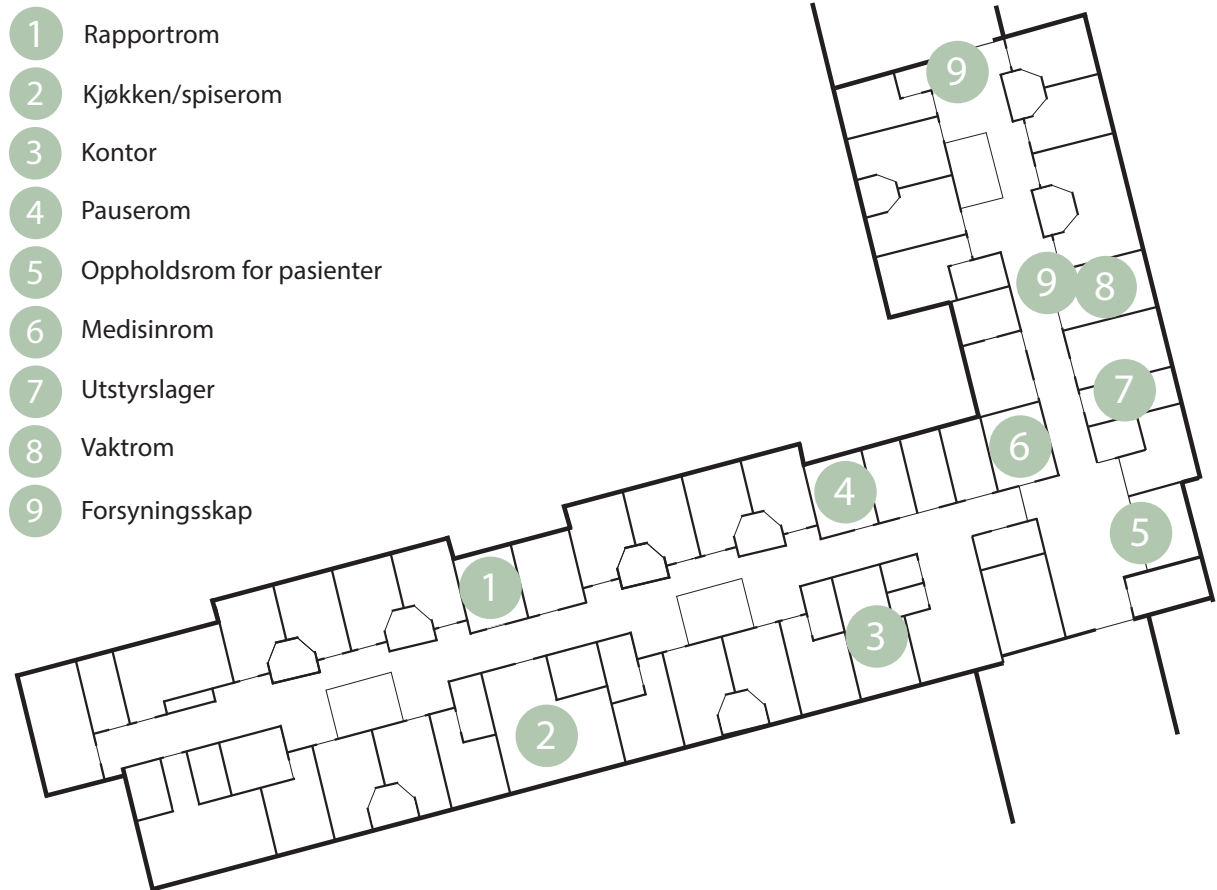 1 Rapportrom
2 Kjøkken/spiserom
3 Kontor
4 Pauserom
5 Oppholdsrom for pasienter
6 Medisinrom
7 Utstyrslager
8 Vaktrom
9 Forsyningsskap
9
9 8
7
6
4
5
1
3
2